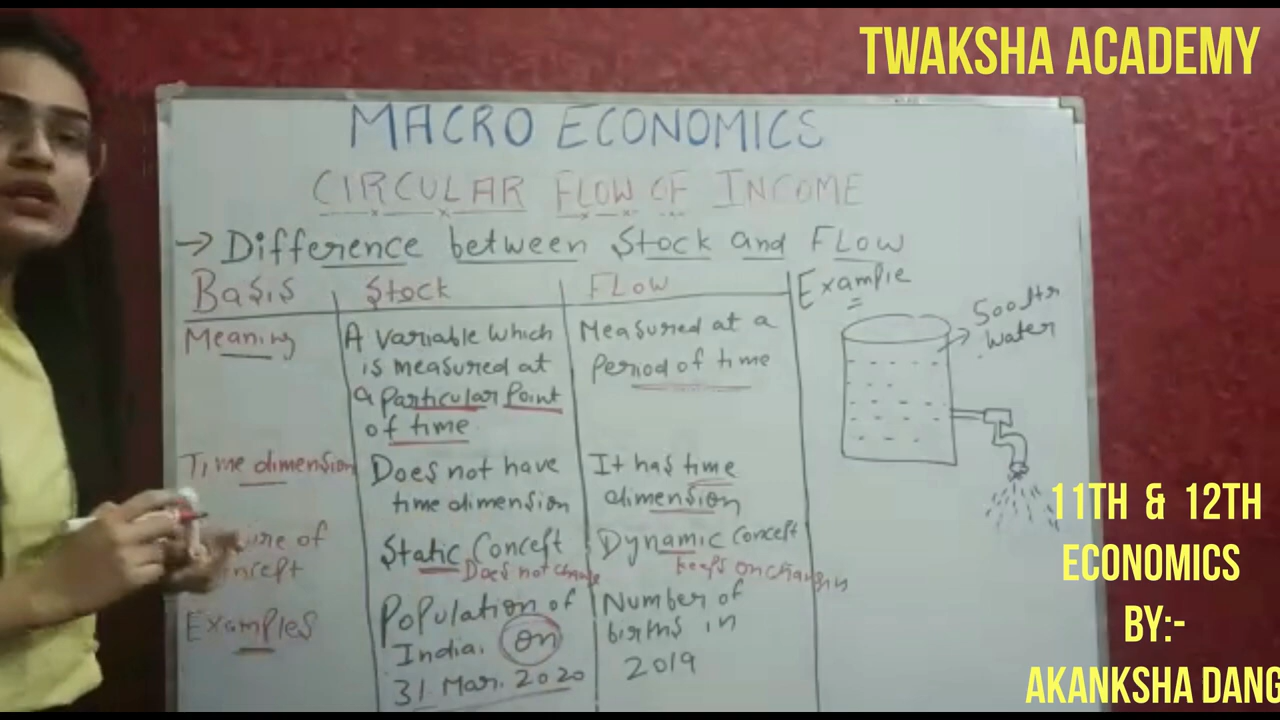 TWAKSHA ACADEMY
MACRO ECONOMICS
CIRCULAR FLOW OF INCOME
→ Difference between Stock and FLOW
Basis
Stock
FLOW
Example
Meaning
A variable which
is measured at
a Particular Point
of time
Measured at a
Period of time
500 ltr
water
Time dimension
Does not have
time dimension
It has time
dimension
of
Static Concept
Does not change
Dynamic Concept
keeps on
Examples
Population of
India. on
31 Mar. 2020
Number of
births in
2019
11TH & 12TH
ECONOMICS
BY:-
AKANKSHA DANG